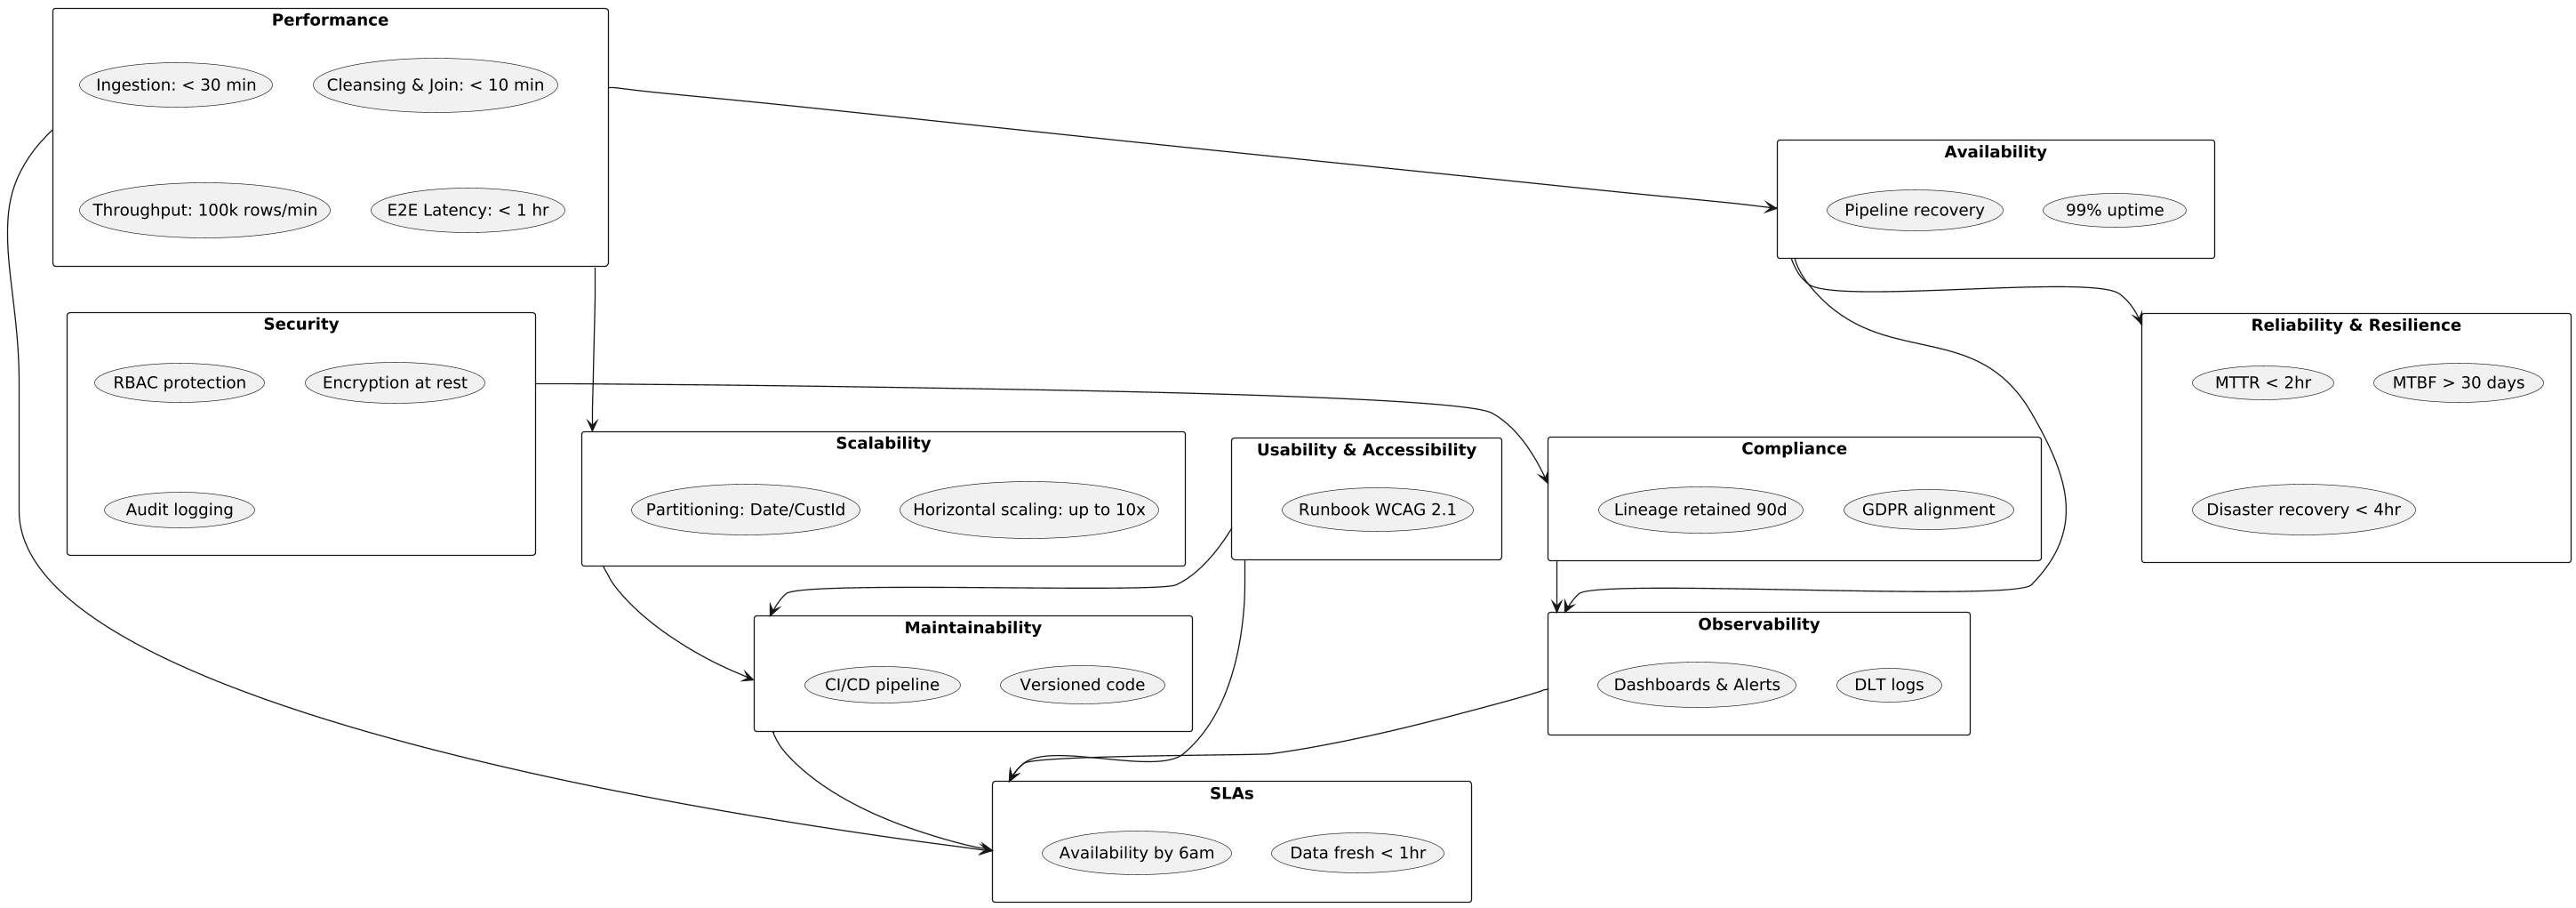 Performance
Ingestion: < 30 min
Cleansing & Join: < 10 min
Throughput: 100k rows/min
E2E Latency: < 1 hr
Availability
Pipeline recovery
99% uptime
Security
RBAC protection
Encryption at rest
Audit logging
Reliability & Resilience
MTTR < 2hr
MTBF > 30 days
Disaster recovery < 4hr
Scalability
Partitioning: Date/CustId
Horizontal scaling: up to 10x
Usability & Accessibility
Runbook WCAG 2.1
Compliance
Lineage retained 90d
GDPR alignment
Maintainability
CI/CD pipeline
Versioned code
Observability
Dashboards & Alerts
DLT logs
SLAs
Availability by 6am
Data fresh < 1hr